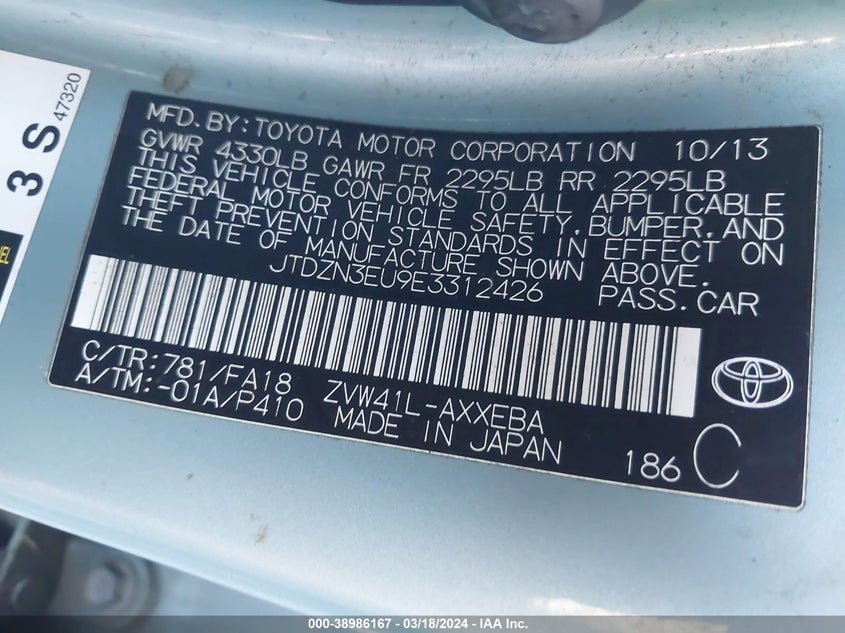 3 S 47320
EL
MFD. BY: TOYOTA MOTOR CORPORATION 10/13
GVWR 4330LB GAWR FR 2295LB RR 2295LB
THIS VEHICLE CONFORMS TO ALL APPLICABLE
FEDERAL MOTOR VEHICLE SAFETY, BUMPER, AND
THEFT PREVENTION STANDARDS IN EFFECT ON
THE DATE OF MANUFACTURE SHOWN ABOVE.
JTDZN3EU9E3312426 PASS. CAR
C/TR: 781/FA18 ZVW41L-AXXEBA
A/TM: -01A/P410 MADE IN JAPAN
186 C
000-38986167 - 03/18/2024 - IAA Inc.